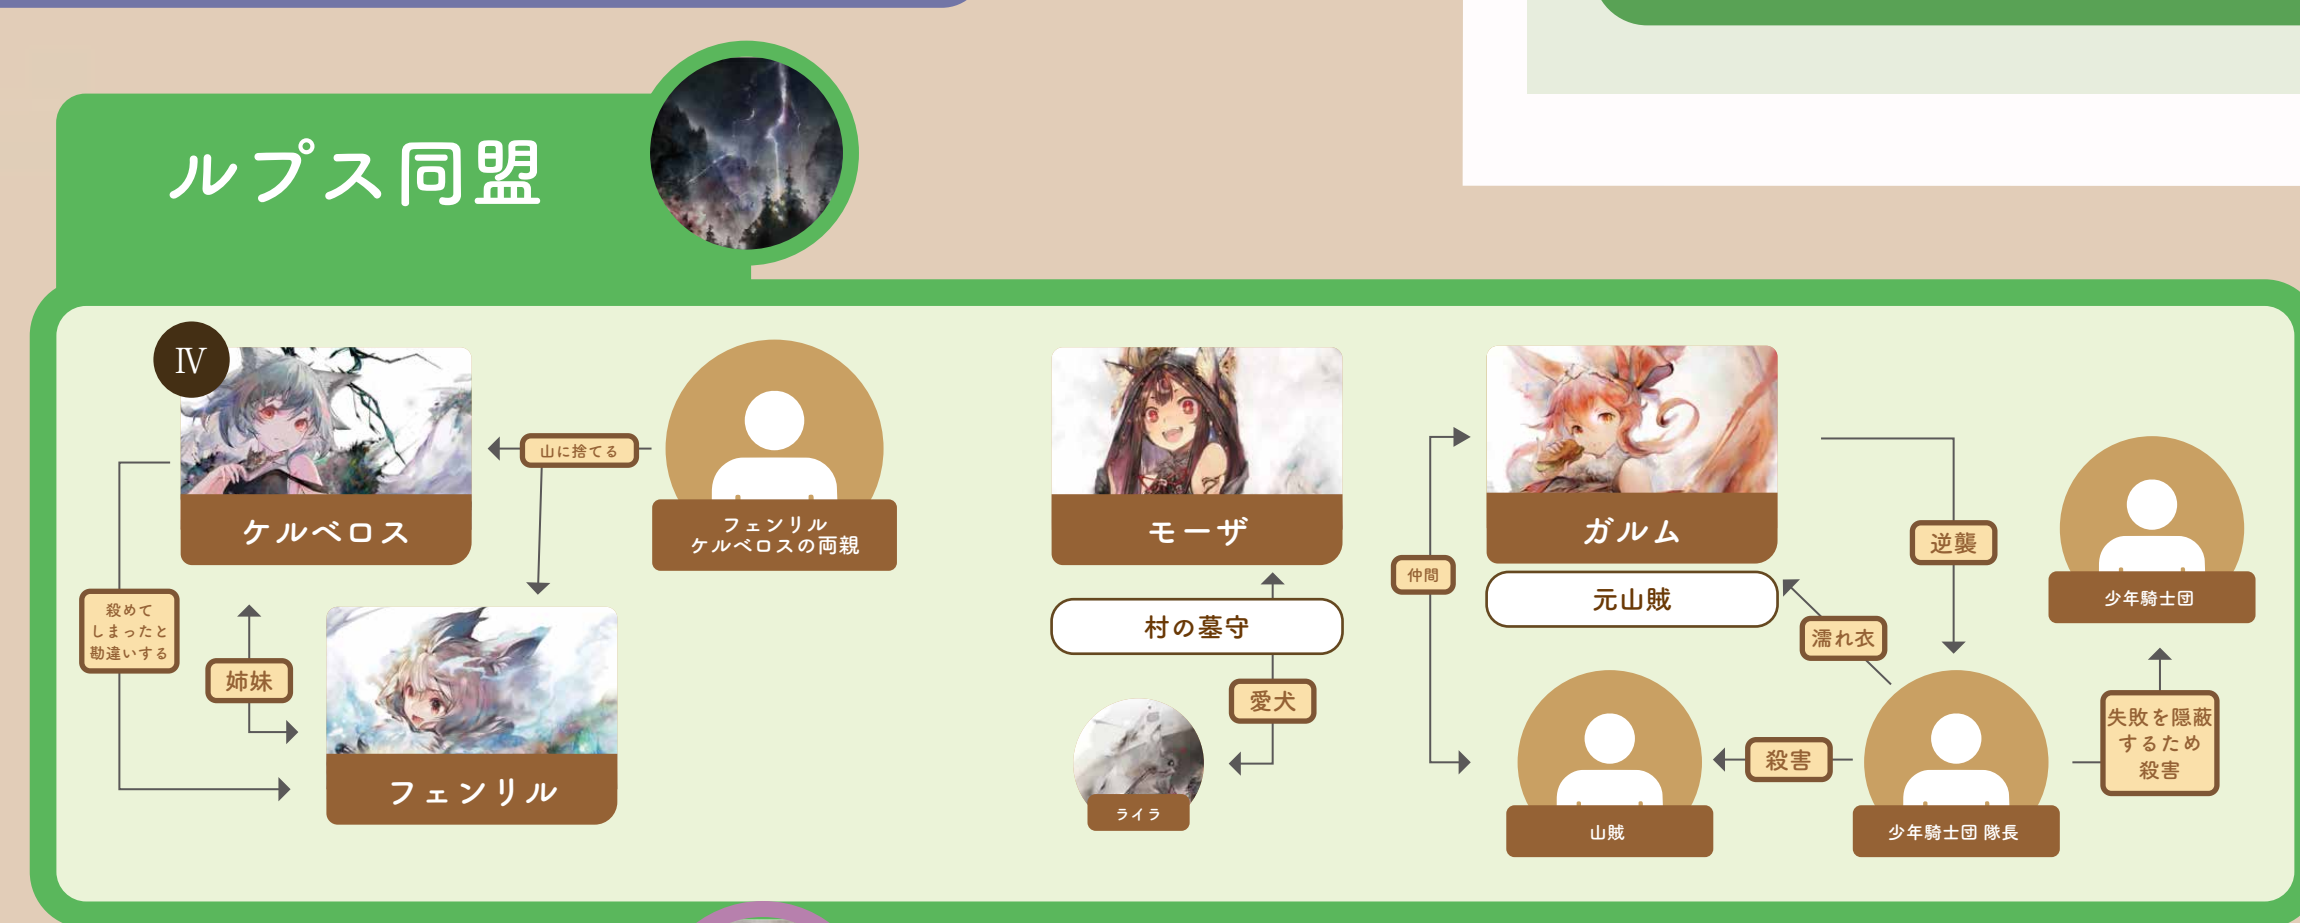 ルプス同盟
Ⅳ
ケルベロス
山に捨てる
フェンリル
ケルベロスの両親
殺めて
しまったと
勘違いする
姉妹
フェンリル
モーザ
村の墓守
愛犬
ライラ
仲間
ガルム
元山賊
濡れ衣
逆襲
少年騎士団
山賊
殺害
少年騎士団 隊長
失敗を隠蔽
するため
殺害